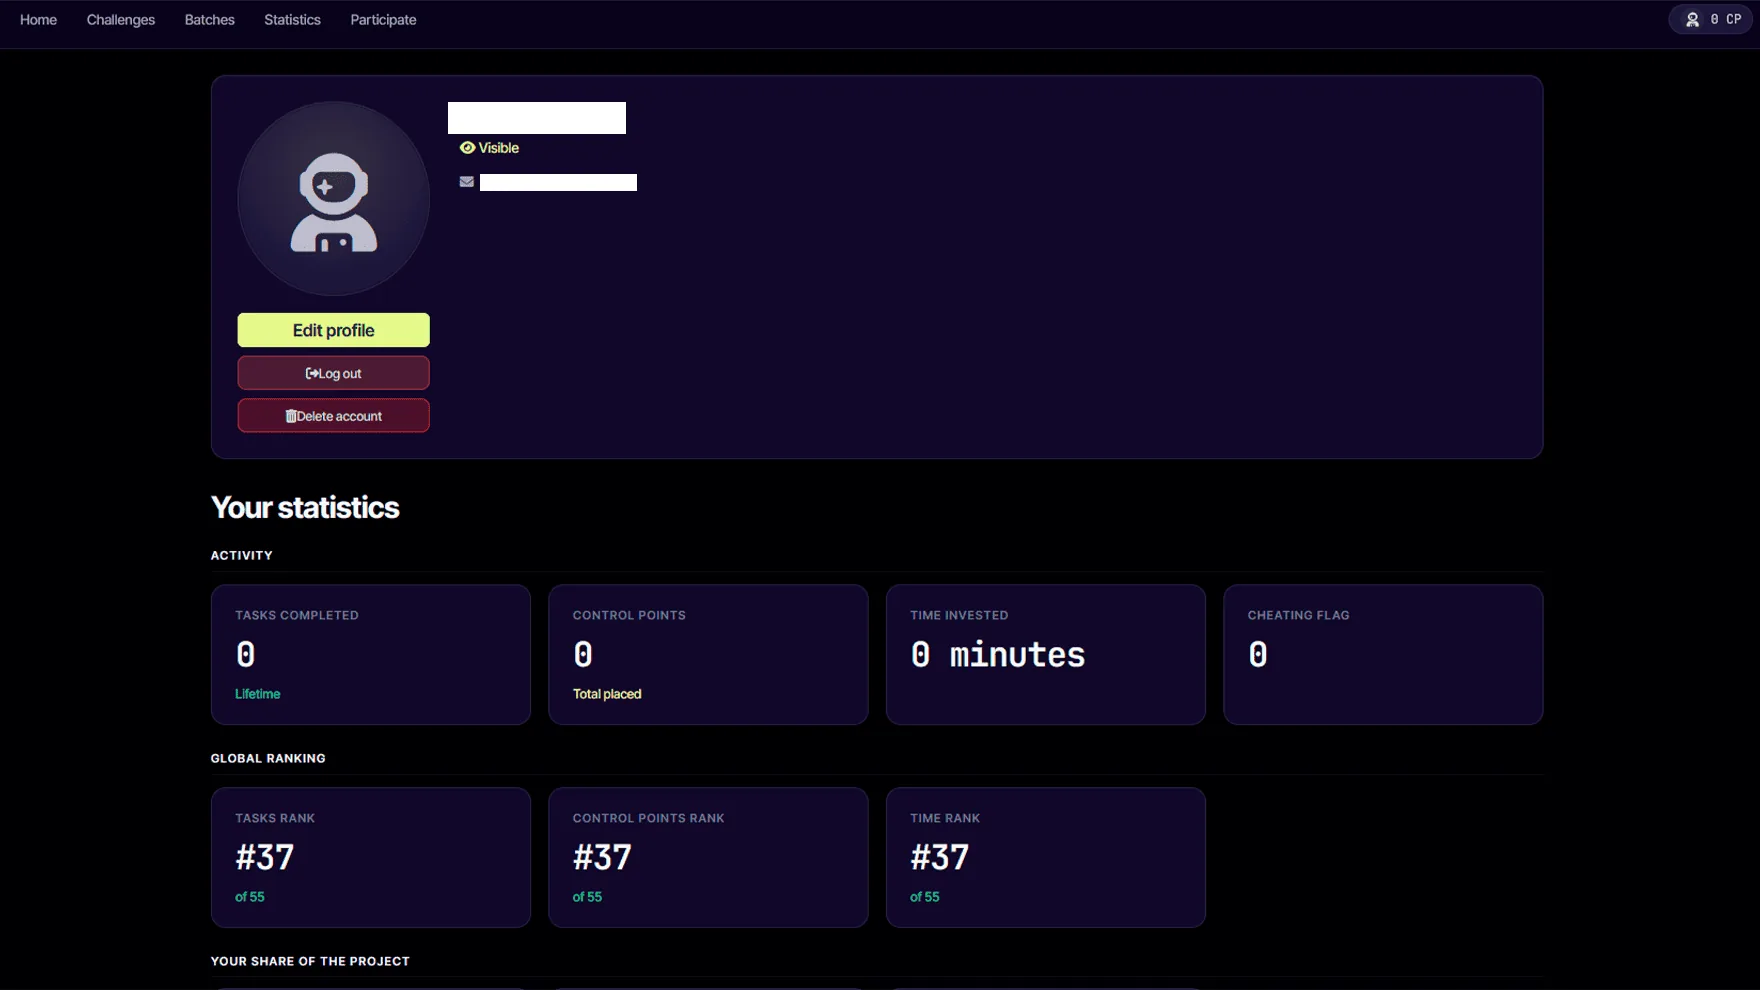 Home Challenges Batches Statistics Participate 0 CP
Visible
Edit profile
Log out
Delete account
Your statistics
ACTIVITY
TASKS COMPLETED
0
Lifetime
CONTROL POINTS
0
Total placed
TIME INVESTED
0 minutes
CHEATING FLAG
0
GLOBAL RANKING
TASKS RANK
#37
of 55
CONTROL POINTS RANK
#37
of 55
TIME RANK
#37
of 55
YOUR SHARE OF THE PROJECT